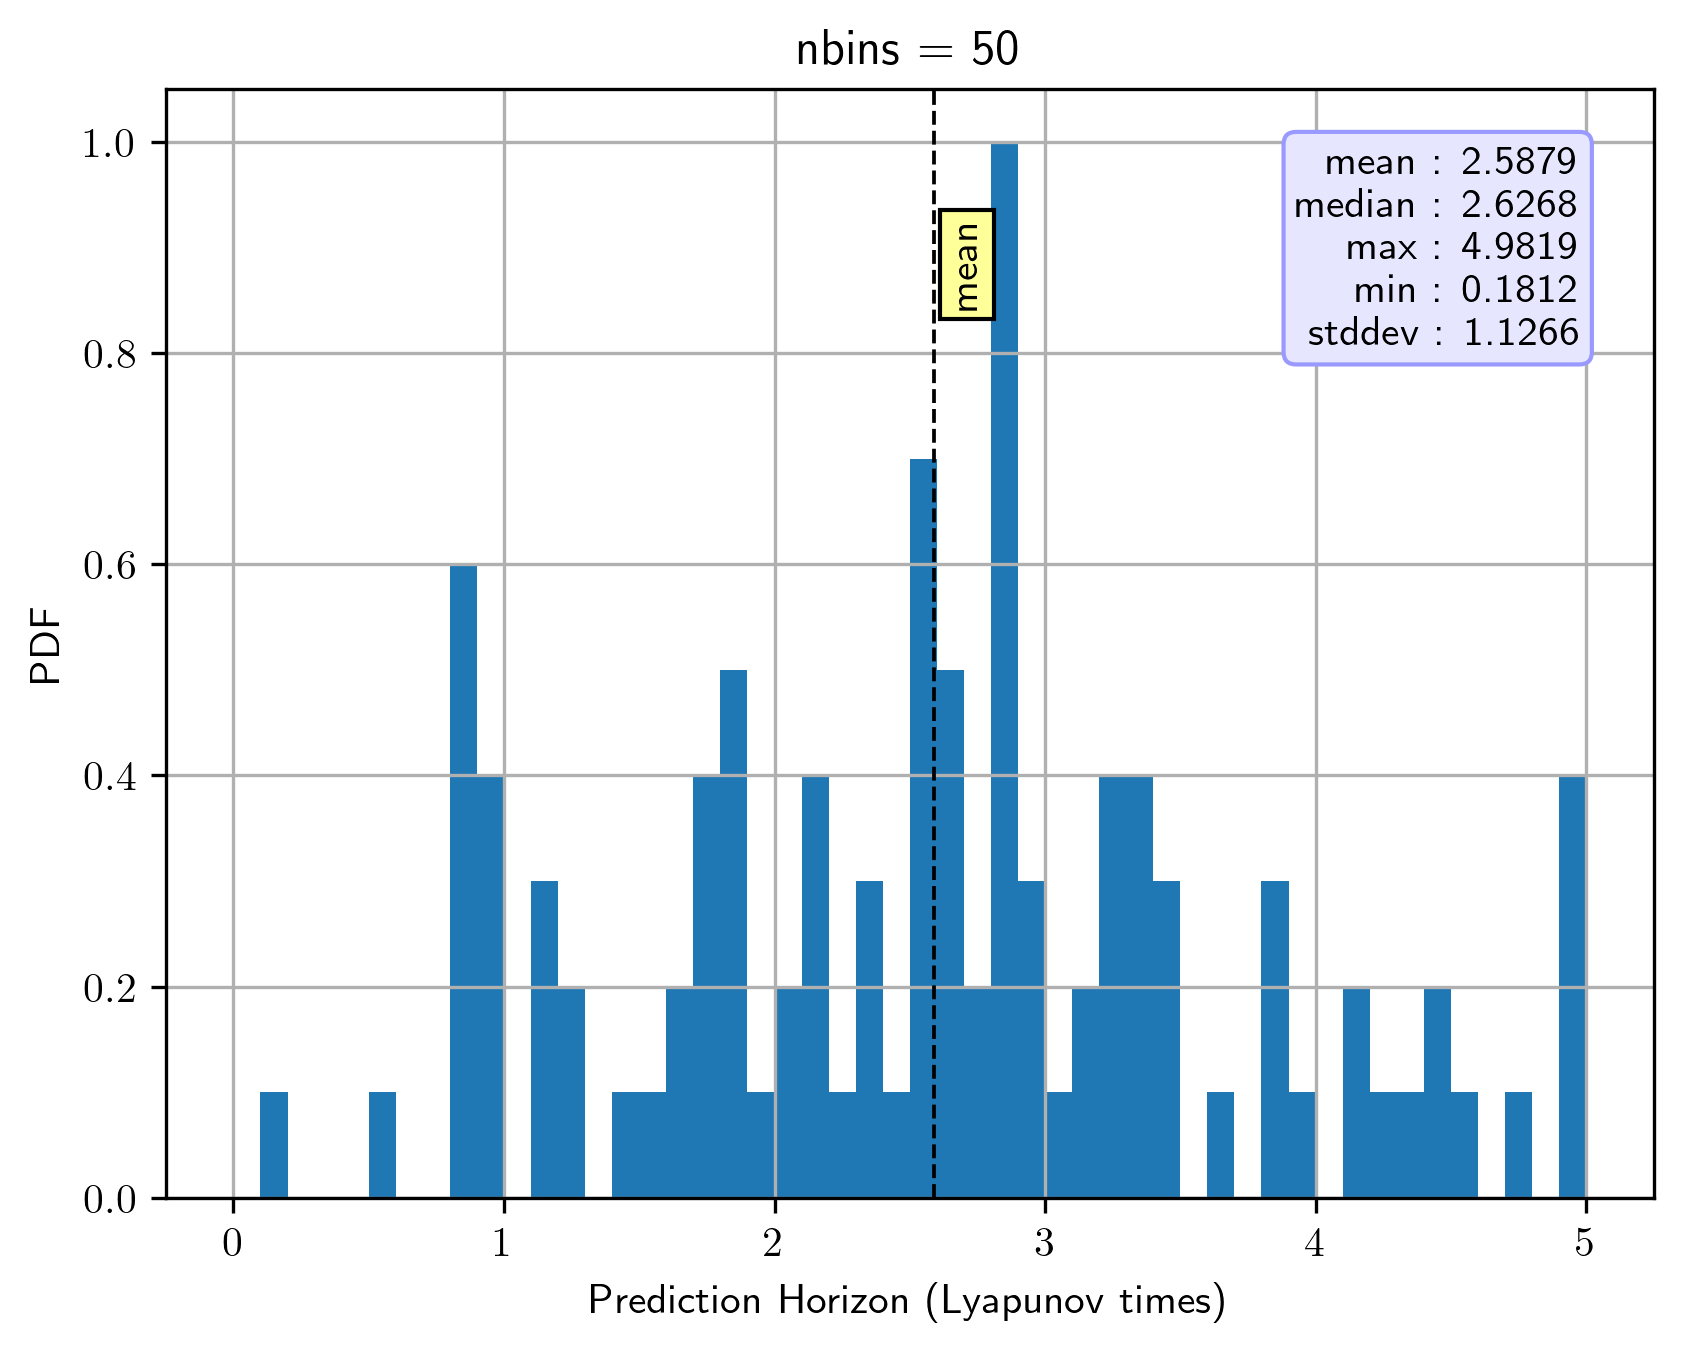 nbins = 50
1.0
0.8
0.6
0.4
0.2
0.0
PDF
mean
mean : 2.5879
median : 2.6268
max : 4.9819
min : 0.1812
stddev : 1.1266
0 1 2 3 4 5
Prediction Horizon (Lyapunov times)